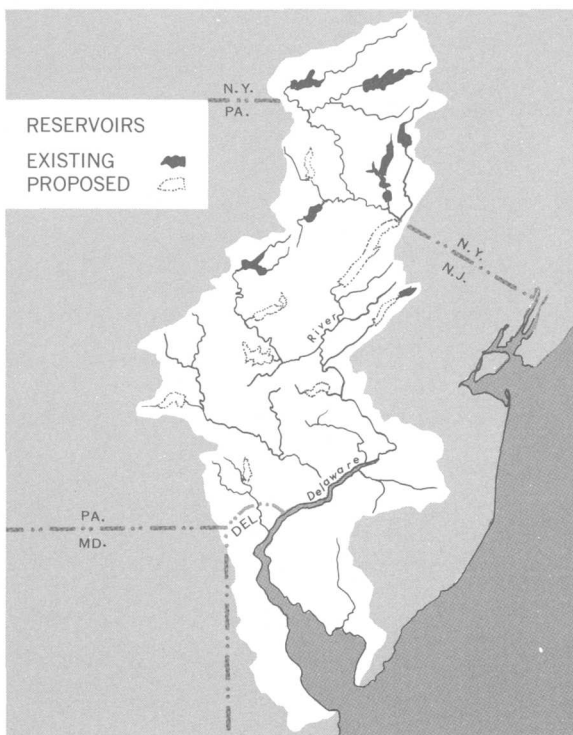 N.Y.
PA.
RESERVOIRS
EXISTING
PROPOSED
N.Y.
N.J.
River
Delaware
DEL.
PA.
MD.